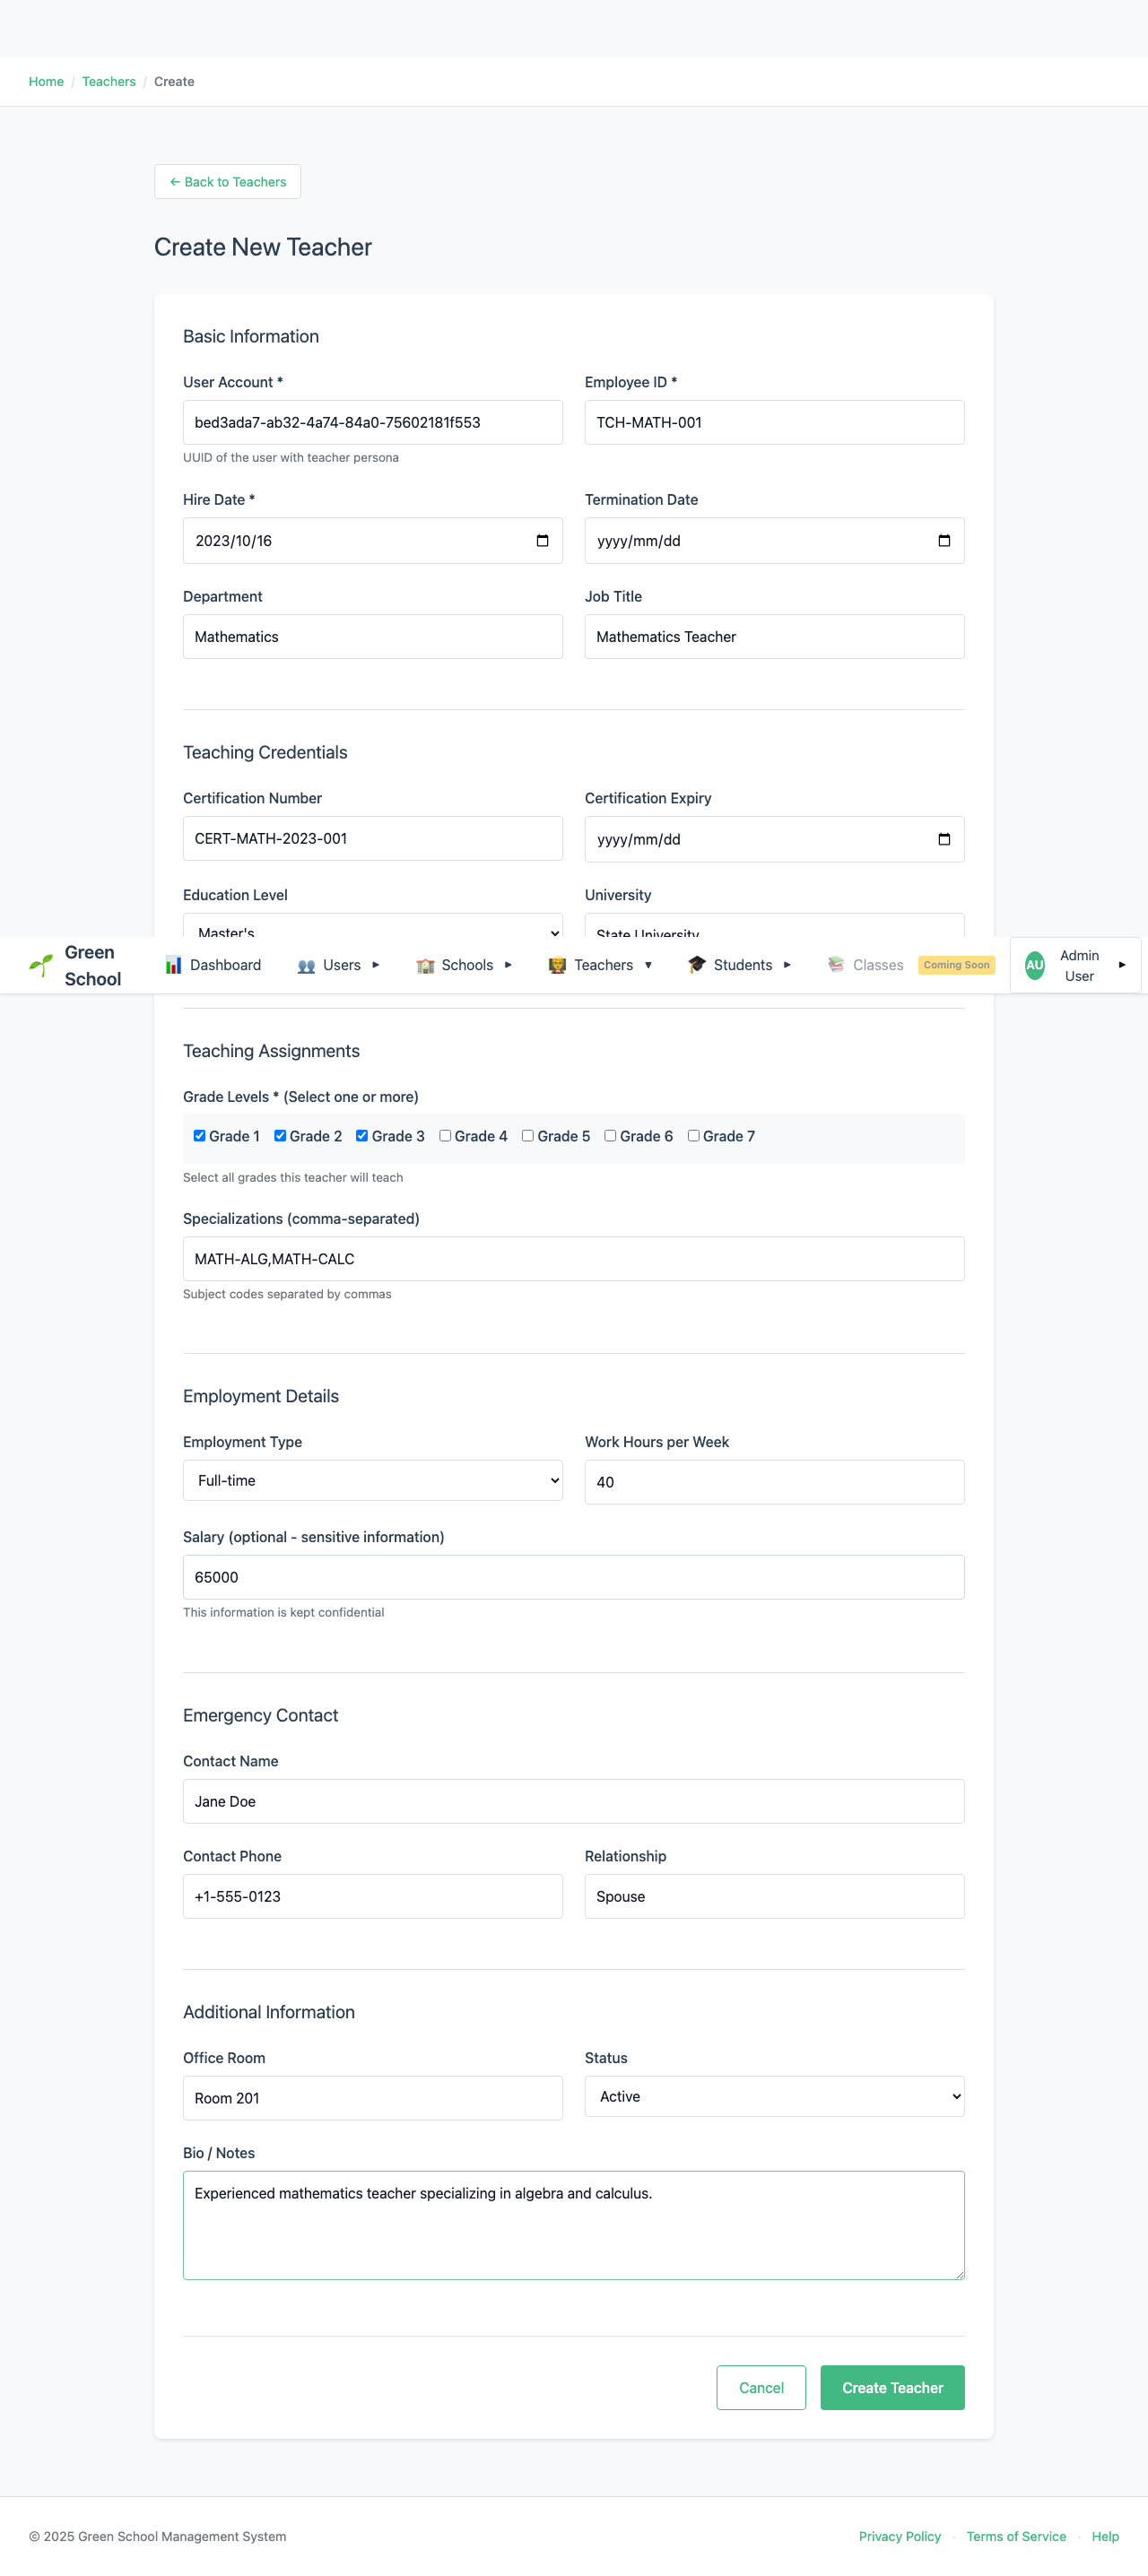 Home / Teachers / Create
← Back to Teachers
Create New Teacher
Basic Information
User Account *
Employee ID *
bed3ada7-ab32-4a74-84a0-75602181f553
TCH-MATH-001
UUID of the user with teacher persona
Hire Date *
Termination Date
2023/10/16
yyyy/mm/dd
Department
Job Title
Mathematics
Mathematics Teacher
Teaching Credentials
Certification Number
Certification Expiry
CERT-MATH-2023-001
yyyy/mm/dd
Education Level
University
Master's
State University
Green School
Dashboard
Users
Schools
Teachers
Students
Classes
Coming Soon
AU
Admin User
Teaching Assignments
Grade Levels * (Select one or more)
Grade 1 Grade 2 Grade 3 Grade 4 Grade 5 Grade 6 Grade 7
Select all grades this teacher will teach
Specializations (comma-separated)
MATH-ALG,MATH-CALC
Subject codes separated by commas
Employment Details
Employment Type
Work Hours per Week
Full-time
40
Salary (optional - sensitive information)
65000
This information is kept confidential
Emergency Contact
Contact Name
Jane Doe
Contact Phone
Relationship
+1-555-0123
Spouse
Additional Information
Office Room
Status
Room 201
Active
Bio / Notes
Experienced mathematics teacher specializing in algebra and calculus.
Cancel
Create Teacher
© 2025 Green School Management System
Privacy Policy · Terms of Service · Help